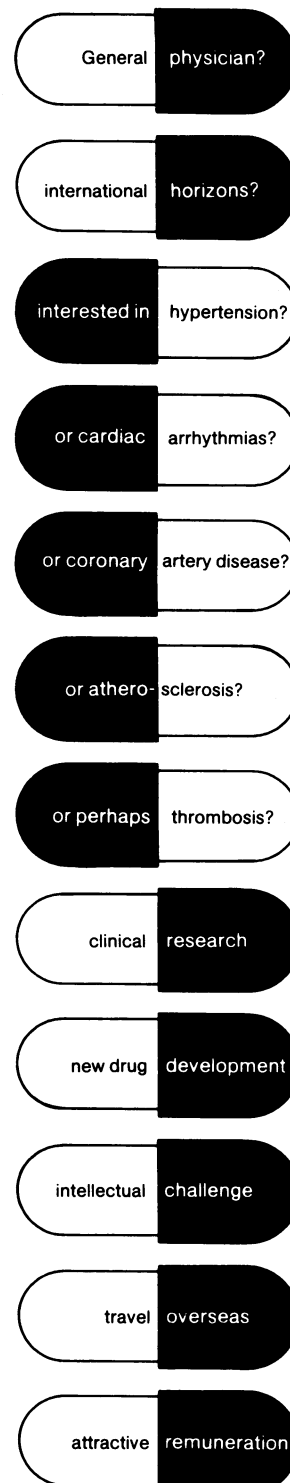 General physician?
international horizons?
interested in hypertension?
or cardiac arrhythmias?
or coronary artery disease?
or athero- sclerosis?
or perhaps thrombosis?
clinical research
new drug development
intellectual challenge
travel overseas
attractive remuneration